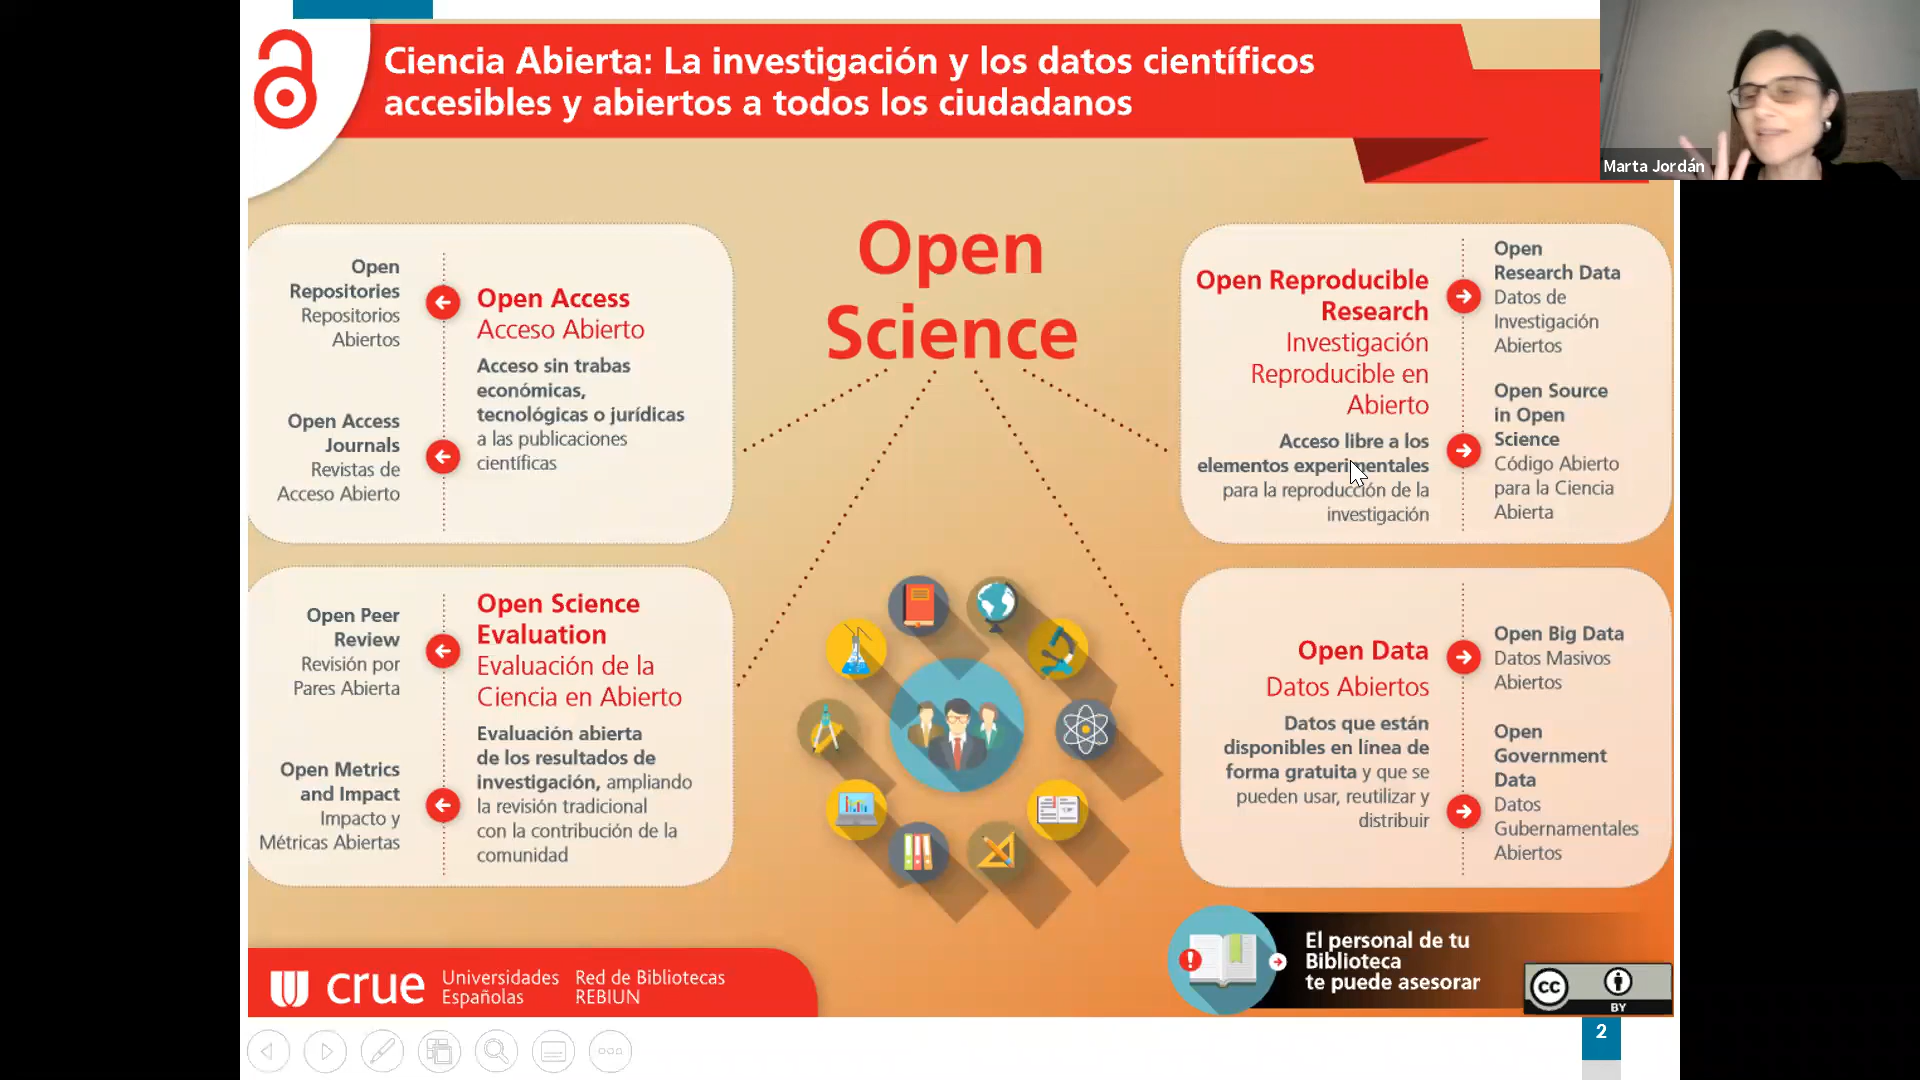 Ciencia Abierta: La investigación y los datos científicos
accesibles y abiertos a todos los ciudadanos
Marta Jordán
Open
Science
Open
Repositories
Repositorios
Abiertos
Open Access
Journals
Revistas de
Acceso Abierto
Open Access
Acceso Abierto
Acceso sin trabas
económicas,
tecnológicas o jurídicas
a las publicaciones
científicas
Open Reproducible
Research
Investigación
Reproducible en
Abierto
Acceso libre a los
elementos experimentales
para la reproducción de la
investigación
Open
Research Data
Datos de
Investigación
Abiertos
Open Source
in Open
Science
Código Abierto
para la Ciencia
Abierta
Open Peer
Review
Revisión por
Pares Abierta
Open Metrics
and Impact
Impacto y
Métricas Abiertas
Open Science
Evaluation
Evaluación de la
Ciencia en Abierto
Evaluación abierta
de los resultados de
investigación, ampliando
la revisión tradicional
con la contribución de la
comunidad
Open Data
Datos Abiertos
Datos que están
disponibles en línea de
forma gratuita y que se
pueden usar, reutilizar y
distribuir
Open Big Data
Datos Masivos
Abiertos
Open
Government
Data
Datos
Gubernamentales
Abiertos
crue
Universidades
Españolas
Red de Bibliotecas
REBIUN
El personal de tu
Biblioteca
te puede asesorar
cc
BY
2